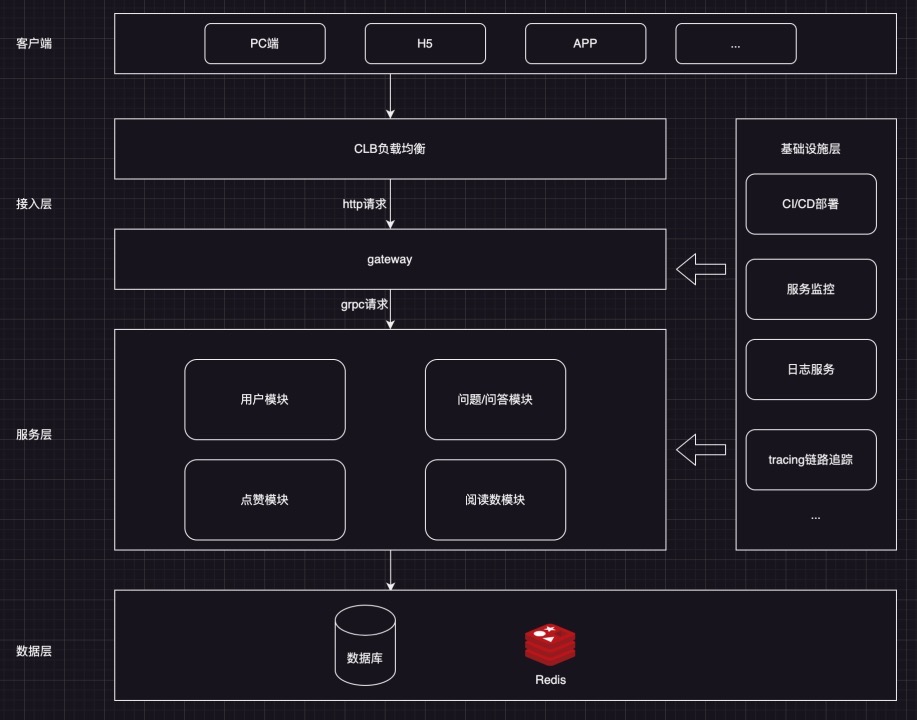 客户端
PC端
H5
APP
...
CLB负载均衡
接入层
http请求
gateway
grpc请求
服务层
用户模块
问题/问答模块
点赞模块
阅读数模块
基础设施层
CI/CD部署
服务监控
日志服务
tracing链路追踪
...
数据层
数据库
Redis